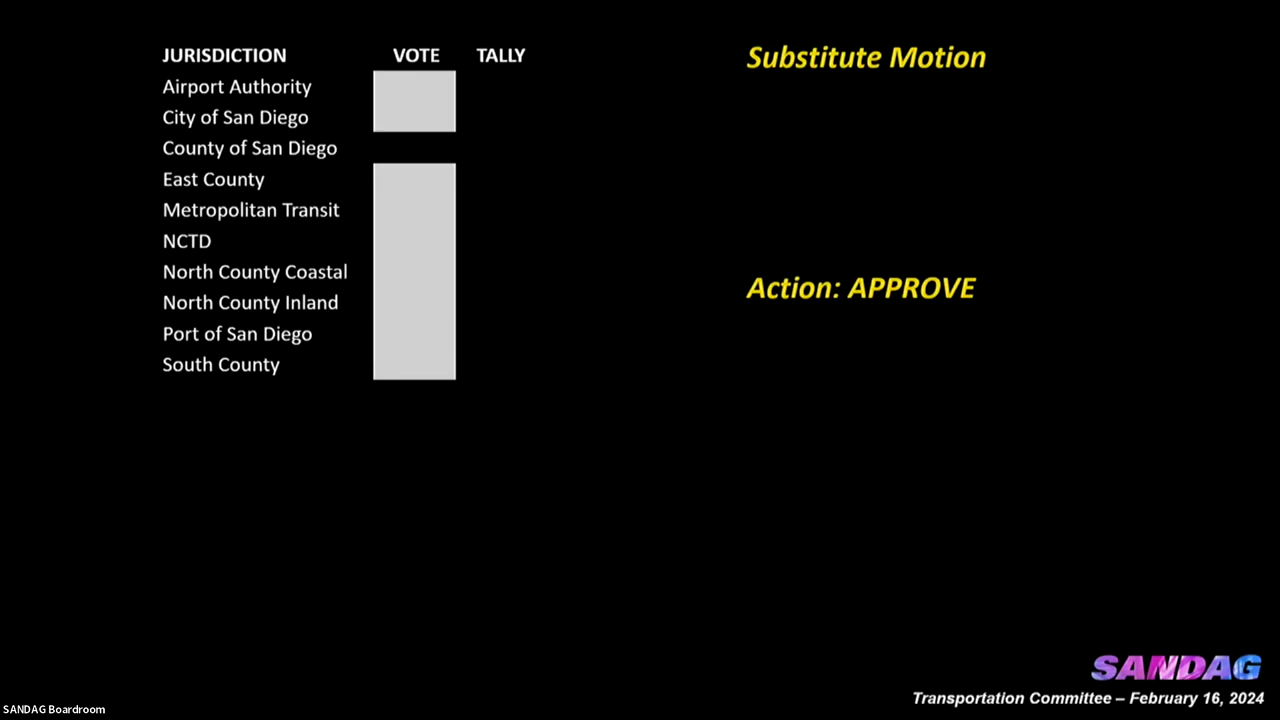 JURISDICTION VOTE TALLY
Airport Authority
City of San Diego
County of San Diego
East County
Metropolitan Transit
NCTD
North County Coastal
North County Inland
Port of San Diego
South County
Substitute Motion
Action: APPROVE
SANDAG
Transportation Committee – February 16, 2024
SANDAG Boardroom